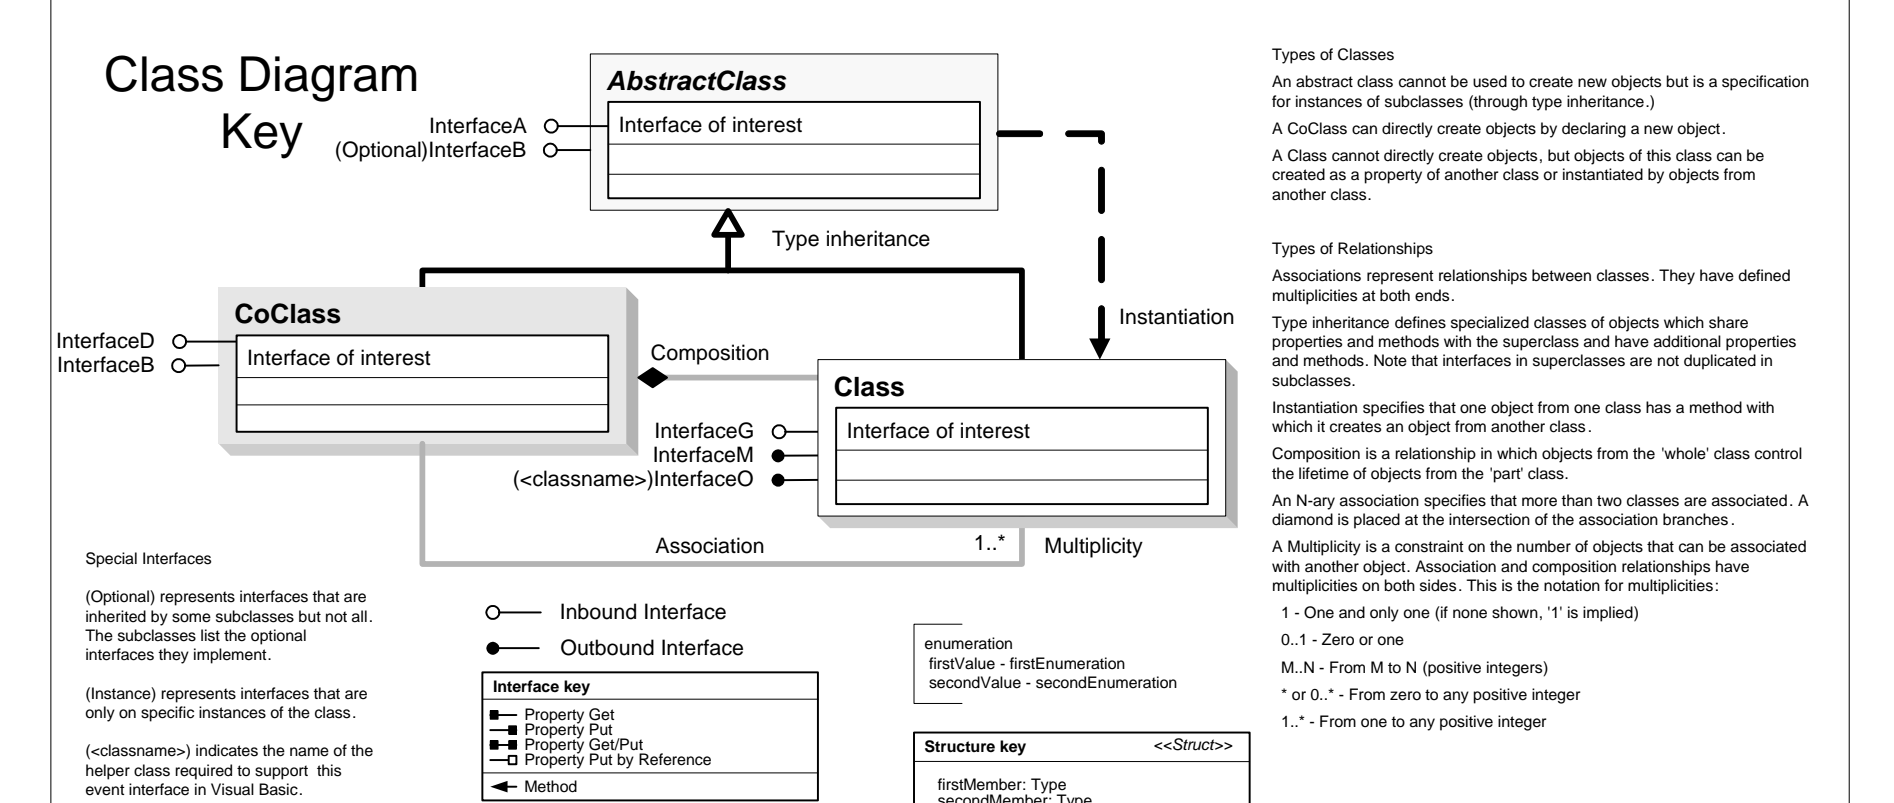 Class Diagram
Key
AbstractClass
Interface of interest
InterfaceA
(Optional)InterfaceB
Type inheritance
CoClass
Interface of interest
InterfaceD
InterfaceB
Composition
Instantiation
Class
Interface of interest
InterfaceG
InterfaceM
(<classname>)InterfaceO
Association
1..*
Multiplicity
Special Interfaces
(Optional) represents interfaces that are
inherited by some subclasses but not all.
The subclasses list the optional
interfaces they implement.
(Instance) represents interfaces that are
only on specific instances of the class.
(<classname>) indicates the name of the
helper class required to support this
event interface in Visual Basic.
Inbound Interface
Outbound Interface
Interface key
Property Get
Property Put
Property Get/Put
Property Put by Reference
Method
enumeration
firstValue - firstEnumeration
secondValue - secondEnumeration
Structure key
<<Struct>>
firstMember: Type
secondMember: Type
Types of Classes
An abstract class cannot be used to create new objects but is a specification
for instances of subclasses (through type inheritance.)
A CoClass can directly create objects by declaring a new object.
A Class cannot directly create objects, but objects of this class can be
created as a property of another class or instantiated by objects from
another class.
Types of Relationships
Associations represent relationships between classes. They have defined
multiplicities at both ends.
Type inheritance defines specialized classes of objects which share
properties and methods with the superclass and have additional properties
and methods. Note that interfaces in superclasses are not duplicated in
subclasses.
Instantiation specifies that one object from one class has a method with
which it creates an object from another class.
Composition is a relationship in which objects from the 'whole' class control
the lifetime of objects from the 'part' class.
An N-ary association specifies that more than two classes are associated. A
diamond is placed at the intersection of the association branches.
A Multiplicity is a constraint on the number of objects that can be associated
with another object. Association and composition relationships have
multiplicities on both sides. This is the notation for multiplicities:
1 - One and only one (if none shown, '1' is implied)
0..1 - Zero or one
M..N - From M to N (positive integers)
* or 0..* - From zero to any positive integer
1..* - From one to any positive integer